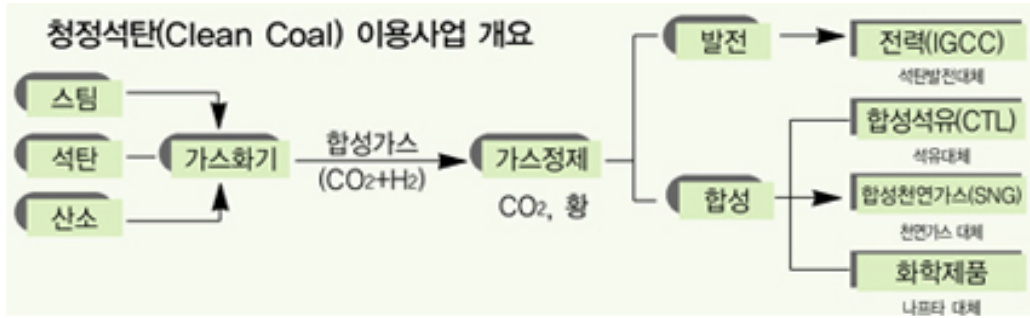 청정석탄(Clean Coal) 이용사업 개요
스팀
석탄
산소
가스화기
합성가스
(CO2+H2)
가스정제
CO2, 황
발전
합성
전력(IGCC)
석탄발전대체
합성석유(CTL)
석유대체
합성천연가스(SNG)
천연가스 대체
화학제품
나프타 대체